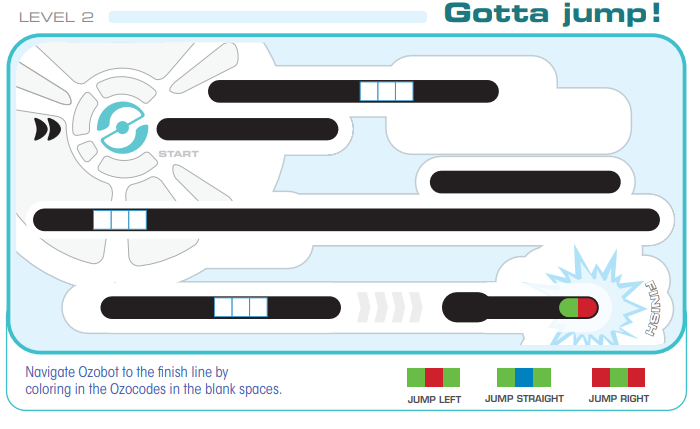 LEVEL 2
Gotta jump!
START
FINISH
Navigate Ozobot to the finish line by
coloring in the Ozocodes in the blank spaces.
JUMP LEFT
JUMP STRAIGHT
JUMP RIGHT